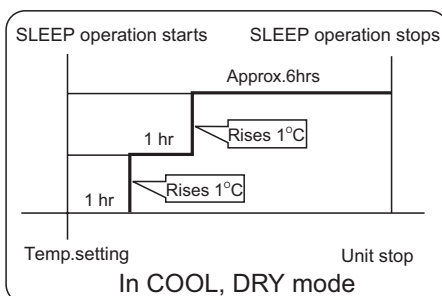 SLEEP operation starts SLEEP operation stops
Approx.6hrs
1 hr Rises 1°C
1 hr Rises 1°C
Temp.setting Unit stop
In COOL, DRY mode